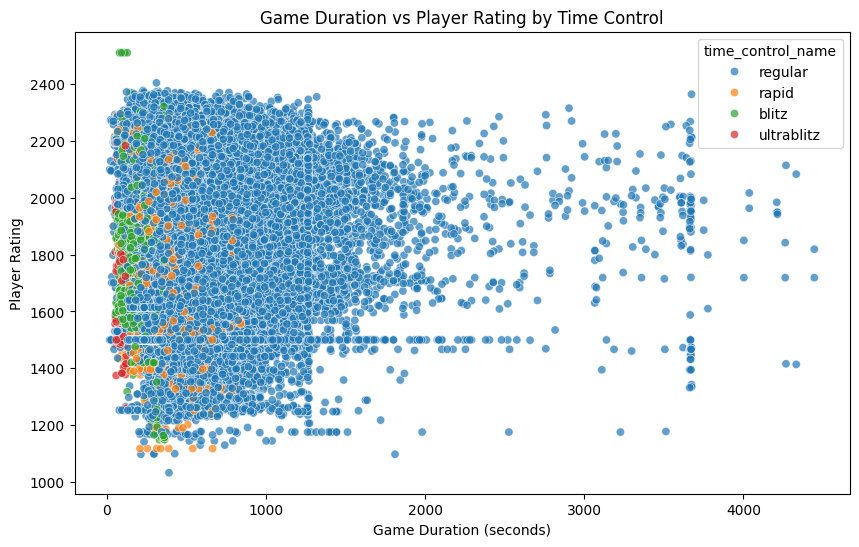 Game Duration vs Player Rating by Time Control
time_control_name
regular
rapid
blitz
ultrablitz
2400
2200
2000
1800
1600
1400
1200
1000
Player Rating
0 1000 2000 3000 4000
Game Duration (seconds)